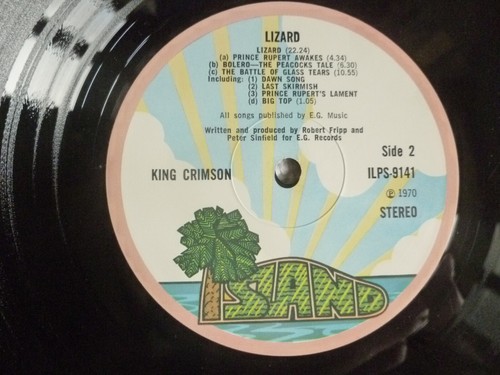 LIZARD
LIZARD (22.24)
(a) PRINCE RUPERT AWAKES (4.34)
(b) BOLERO—THE PEACOCKS TALE (6.30)
(c) THE BATTLE OF GLASS TEARS (10.55)
Including: (1) DAWN SONG
(2) LAST SKIRMISH
(3) PRINCE RUPERT'S LAMENT
(d) BIG TOP (1.05)
All songs published by E.G. Music
Written and produced by Robert Fripp and
Peter Sinfield for E.G. Records
Side 2
KING CRIMSON
ILPS-9141
℗ 1970
STEREO
ISLAND